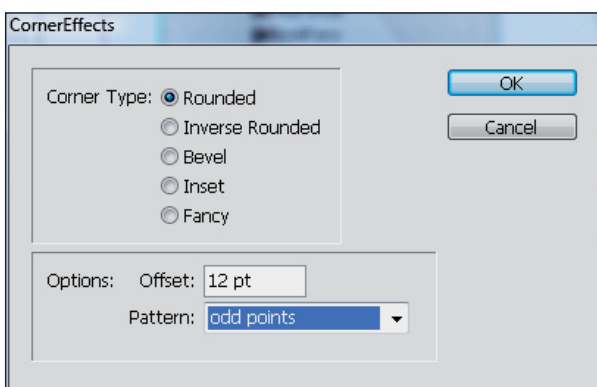 CornerEffects
OK
Corner Type: Rounded
Cancel
Inverse Rounded
Bevel
Inset
Fancy
Options: Offset: 12 pt
Pattern: odd points